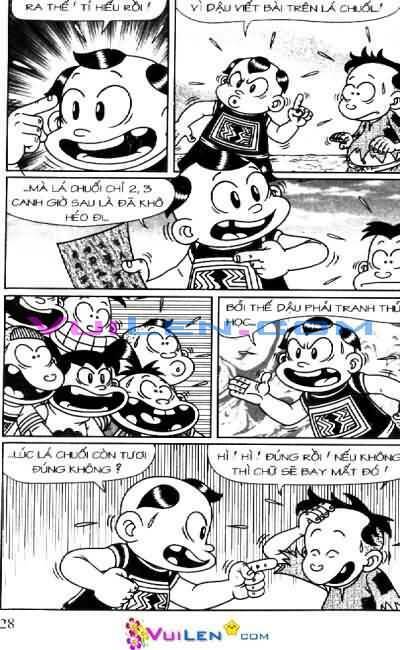 RA THẾ! TÍ HIỂU RỒI!
VÌ DẬU VIẾT BÀI TRÊN LÁ CHUỐI..
...MÀ LÁ CHUỐI CHỈ 2, 3
CANH GIỜ SAU LÀ ĐÃ KHÔ
HÉO ĐI...
BỞI THẾ DẬU PHẢI TRANH THỦ
HỌC...
VUILEN.COM
...LÚC LÁ CHUỐI CÒN TƯƠI
ĐÚNG KHÔNG?
HÌ! HÌ! ĐÚNG RỒI! NẾU KHÔNG
THÌ CHỮ SẼ BAY MẤT ĐÓ!
28
VUILEN.COM